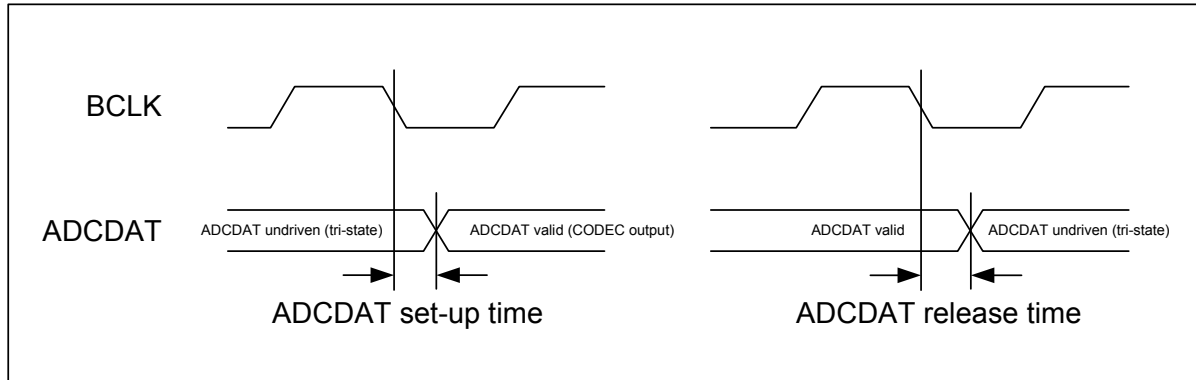 BCLK
ADCDAT
ADCDAT undriven (tri-state)
ADCDAT valid (CODEC output)
ADCDAT set-up time
ADCDAT valid
ADCDAT undriven (tri-state)
ADCDAT release time